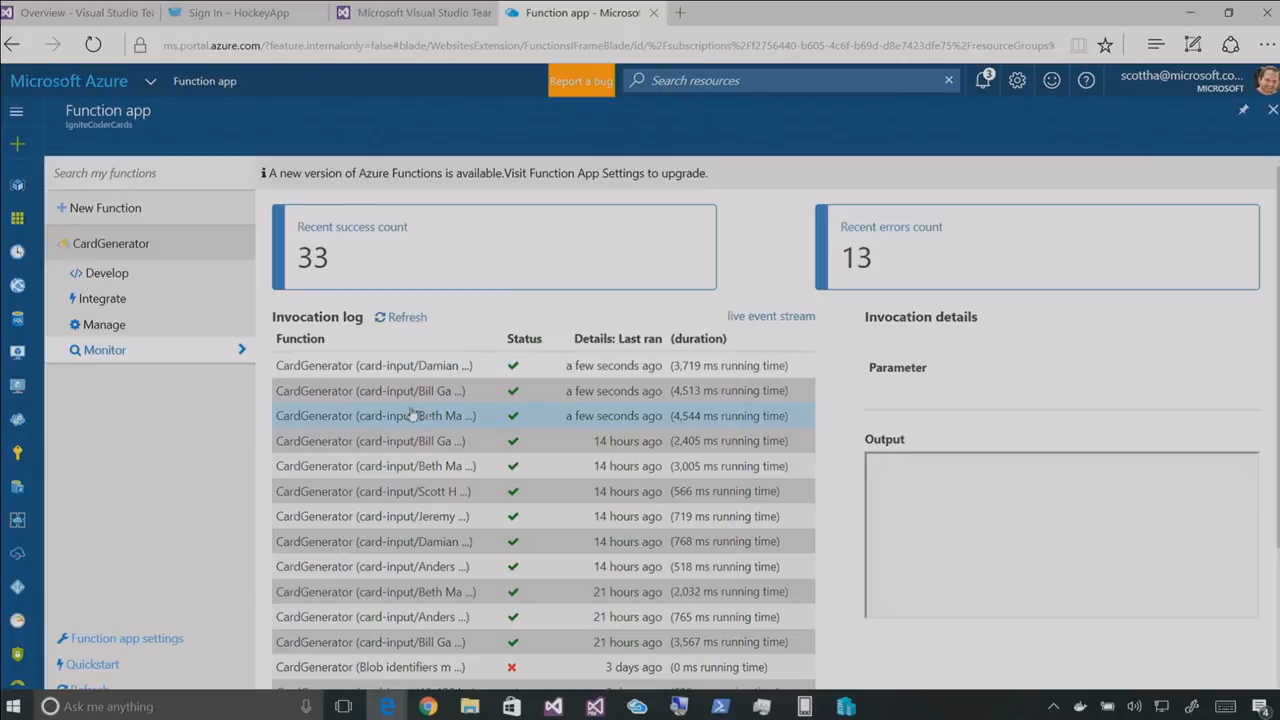 Overview - Visual Studio Te
Sign In – HockeyApp
Microsoft Visual Studio Tear
Function app - Microsof
ms.portal.azure.com/?feature.internalonly=false#blade/WebsitesExtension/FunctionsIFrameBlade/id/%2Fsubscriptions%2Ff2756440-b605-4c6f-b69d-d8e7423dfe75%2FresourceGroups%
Microsoft Azure
Function app
Report a bug
Search resources
3
scottha@microsoft.co...
MICROSOFT
Function app
IgniteCoderCards
Search my functions
A new version of Azure Functions is available.Visit Function App Settings to upgrade.
New Function
CardGenerator
Develop
Integrate
Manage
Monitor
Recent success count
33
Recent errors count
13
Invocation log
Refresh
live event stream
Invocation details
Function Status Details: Last ran (duration)
CardGenerator (card-input/Damian ...) a few seconds ago (3,719 ms running time)
CardGenerator (card-input/Bill Ga ...) a few seconds ago (4,513 ms running time)
CardGenerator (card-input/Beth Ma ...) a few seconds ago (4,544 ms running time)
CardGenerator (card-input/Bill Ga ...) 14 hours ago (2,405 ms running time)
CardGenerator (card-input/Beth Ma ...) 14 hours ago (3,005 ms running time)
CardGenerator (card-input/Scott H ...) 14 hours ago (566 ms running time)
CardGenerator (card-input/Jeremy ...) 14 hours ago (719 ms running time)
CardGenerator (card-input/Damian ...) 14 hours ago (768 ms running time)
CardGenerator (card-input/Anders ...) 14 hours ago (518 ms running time)
CardGenerator (card-input/Beth Ma ...) 21 hours ago (2,032 ms running time)
CardGenerator (card-input/Anders ...) 21 hours ago (765 ms running time)
CardGenerator (card-input/Bill Ga ...) 21 hours ago (3,567 ms running time)
CardGenerator (Blob identifiers m ...) 3 days ago (0 ms running time)
Parameter
Output
Function app settings
Quickstart
Ask me anything
4